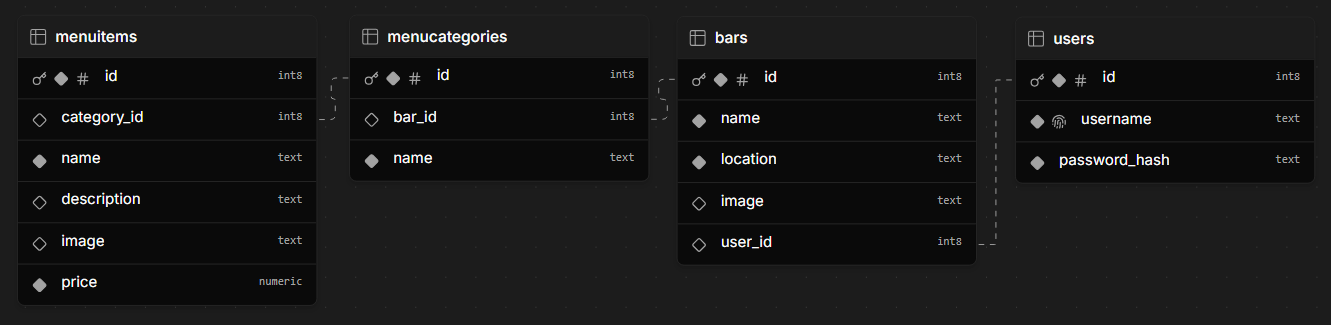 menuitems
id int8
category_id int8
name text
description text
image text
price numeric
menucategories
id int8
bar_id int8
name text
bars
id int8
name text
location text
image text
user_id int8
users
id int8
username text
password_hash text